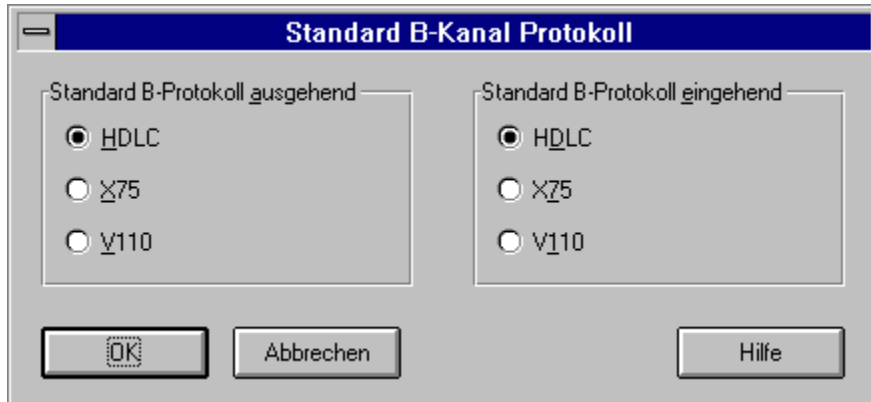 Standard B-Kanal Protokoll
Standard B-Protokoll ausgehend
HDLC
X75
V110
Standard B-Protokoll eingehend
HDLC
X75
V110
OK
Abbrechen
Hilfe